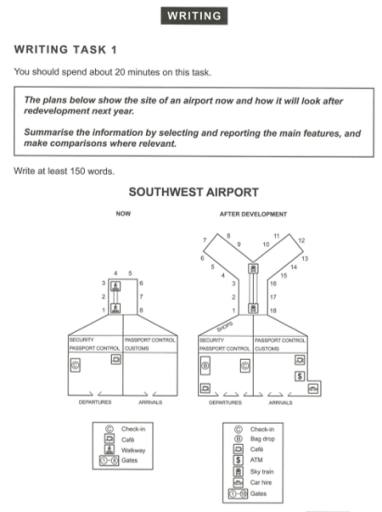 WRITING
WRITING TASK 1
You should spend about 20 minutes on this task.
The plans below show the site of an airport now and how it will look after
redevelopment next year.
Summarise the information by selecting and reporting the main features, and
make comparisons where relevant.
Write at least 150 words.
SOUTHWEST AIRPORT
NOW
AFTER DEVELOPMENT
4 5
3 6
2 7
1 8
SECURITY PASSPORT CONTROL
PASSPORT CONTROL CUSTOMS
C
DEPARTURES ARRIVALS
C Check-in
Café
Walkway
Gates
8 11
7 9 10 12
6 13
5 14
4 15
3 16
2 17
1 18
SHOPS
SECURITY PASSPORT CONTROL
PASSPORT CONTROL CUSTOMS
B C
$
DEPARTURES ARRIVALS
C Check-in
B Bag drop
Café
$ ATM
Sky train
Car hire
1-18 Gates